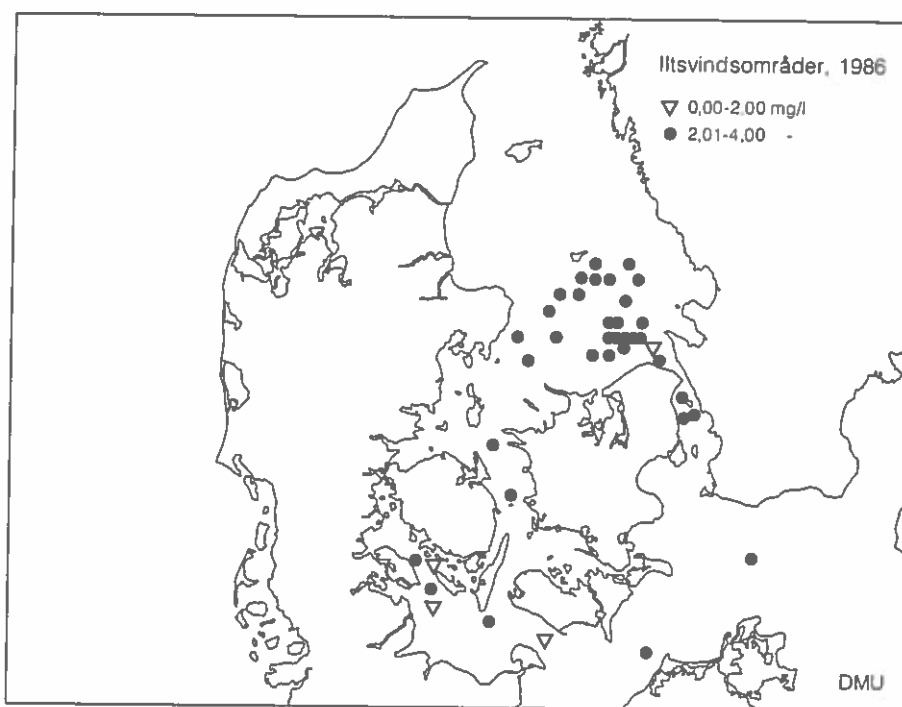 Iltsvindsområder, 1986
▽ 0,00-2,00 mg/l
● 2,01-4,00 -
DMU